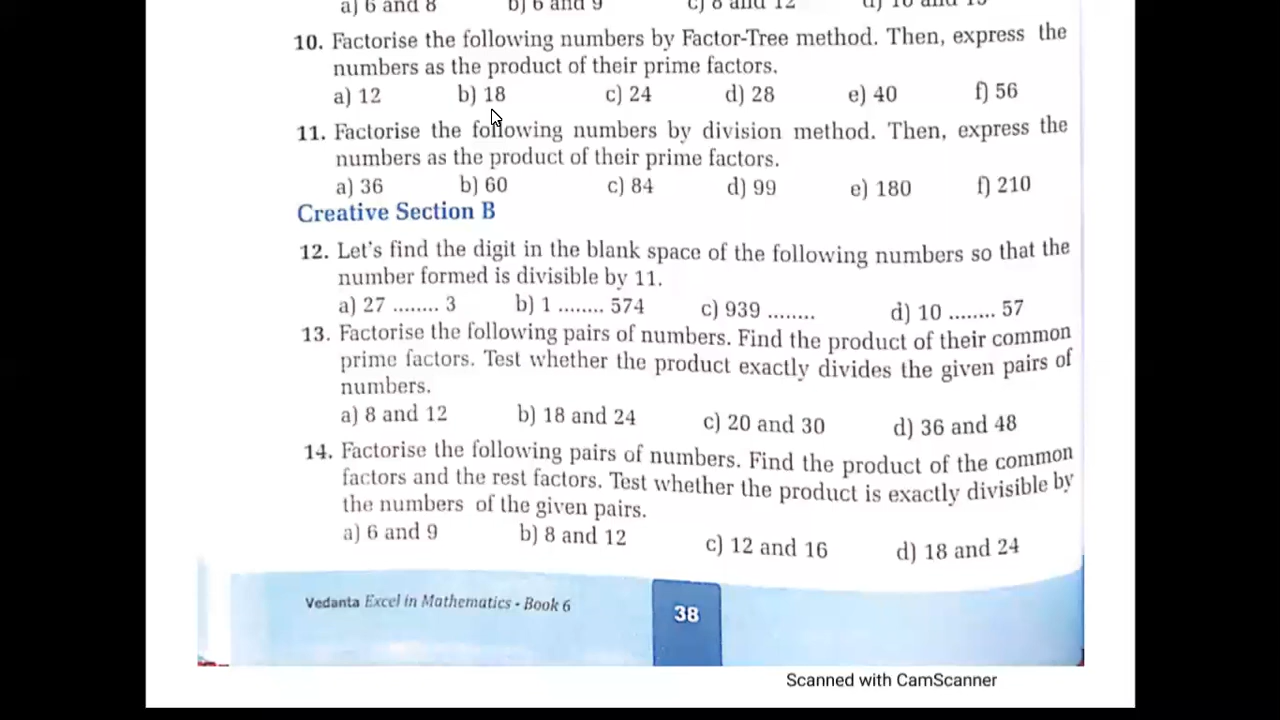 a) 6 and 8 b) 6 and 9 c) 8 and 12
10. Factorise the following numbers by Factor-Tree method. Then, express the
numbers as the product of their prime factors.
a) 12 b) 18 c) 24 d) 28 e) 40 f) 56
11. Factorise the following numbers by division method. Then, express the
numbers as the product of their prime factors.
a) 36 b) 60 c) 84 d) 99 e) 180 f) 210
Creative Section B
12. Let's find the digit in the blank space of the following numbers so that the
number formed is divisible by 11.
a) 27 ........ 3 b) 1 ........ 574 c) 939 ........ d) 10 ........ 57
13. Factorise the following pairs of numbers. Find the product of their common
prime factors. Test whether the product exactly divides the given pairs of
numbers.
a) 8 and 12 b) 18 and 24 c) 20 and 30 d) 36 and 48
14. Factorise the following pairs of numbers. Find the product of the common
factors and the rest factors. Test whether the product is exactly divisible by
the numbers of the given pairs.
a) 6 and 9 b) 8 and 12 c) 12 and 16 d) 18 and 24
Vedanta Excel in Mathematics - Book 6
38
Scanned with CamScanner